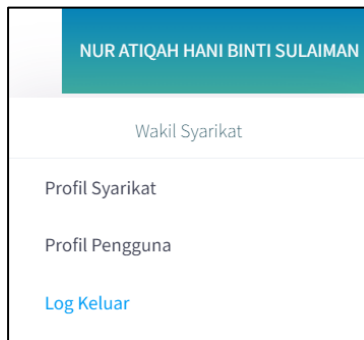 NUR ATIQAH HANI BINTI SULAIMAN
Wakil Syarikat
Profil Syarikat
Profil Pengguna
Log Keluar